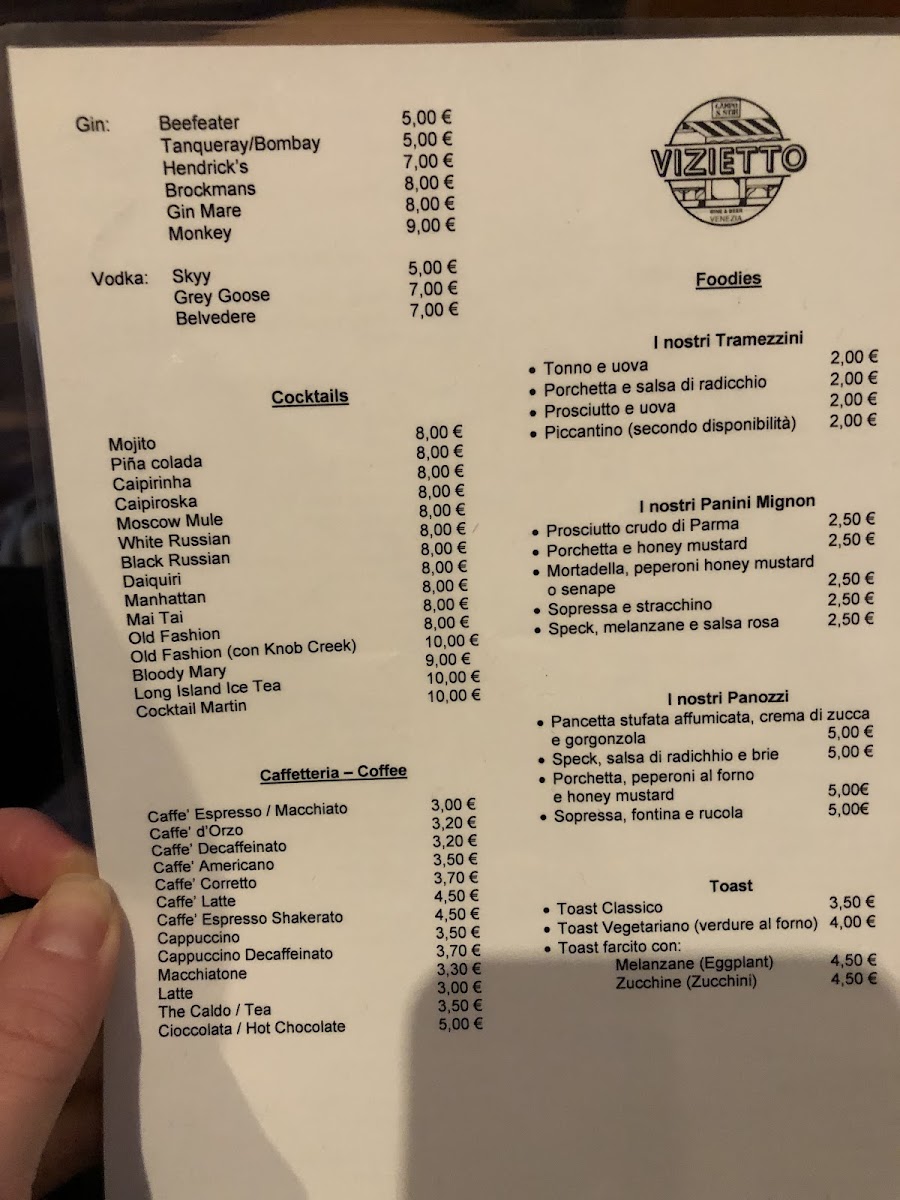 Gin: Beefeater 5,00 €
Tanqueray/Bombay 5,00 €
Hendrick's 7,00 €
Brockmans 8,00 €
Gin Mare 8,00 €
Monkey 9,00 €
Vodka: Skyy 5,00 €
Grey Goose 7,00 €
Belvedere 7,00 €
Cocktails
Mojito 8,00 €
Piña colada 8,00 €
Caipirinha 8,00 €
Caipiroska 8,00 €
Moscow Mule 8,00 €
White Russian 8,00 €
Black Russian 8,00 €
Daiquiri 8,00 €
Manhattan 8,00 €
Mai Tai 8,00 €
Old Fashion 8,00 €
Old Fashion (con Knob Creek) 10,00 €
Bloody Mary 9,00 €
Long Island Ice Tea 10,00 €
Cocktail Martin 10,00 €
Caffetteria – Coffee
Caffe' Espresso / Macchiato 3,00 €
Caffe' d'Orzo 3,20 €
Caffe' Decaffeinato 3,20 €
Caffe' Americano 3,50 €
Caffe' Corretto 3,70 €
Caffe' Latte 4,50 €
Caffe' Espresso Shakerato 4,50 €
Cappuccino 3,50 €
Cappuccino Decaffeinato 3,70 €
Macchiatone 3,30 €
Latte 3,00 €
The Caldo / Tea 3,50 €
Cioccolata / Hot Chocolate 5,00 €
CAMPO
VIZIETTO
WINE & BEER
VENEZIA
Foodies
I nostri Tramezzini
• Tonno e uova 2,00 €
• Porchetta e salsa di radicchio 2,00 €
• Prosciutto e uova 2,00 €
• Piccantino (secondo disponibilità) 2,00 €
I nostri Panini Mignon
• Prosciutto crudo di Parma 2,50 €
• Porchetta e honey mustard 2,50 €
• Mortadella, peperoni honey mustard
o senape 2,50 €
• Sopressa e stracchino 2,50 €
• Speck, melanzane e salsa rosa 2,50 €
I nostri Panozzi
• Pancetta stufata affumicata, crema di zucca
e gorgonzola 5,00 €
• Speck, salsa di radichhio e brie 5,00 €
• Porchetta, peperoni al forno
e honey mustard 5,00€
• Sopressa, fontina e rucola 5,00€
Toast
• Toast Classico 3,50 €
• Toast Vegetariano (verdure al forno) 4,00 €
• Toast farcito con:
Melanzane (Eggplant) 4,50 €
Zucchine (Zucchini) 4,50 €